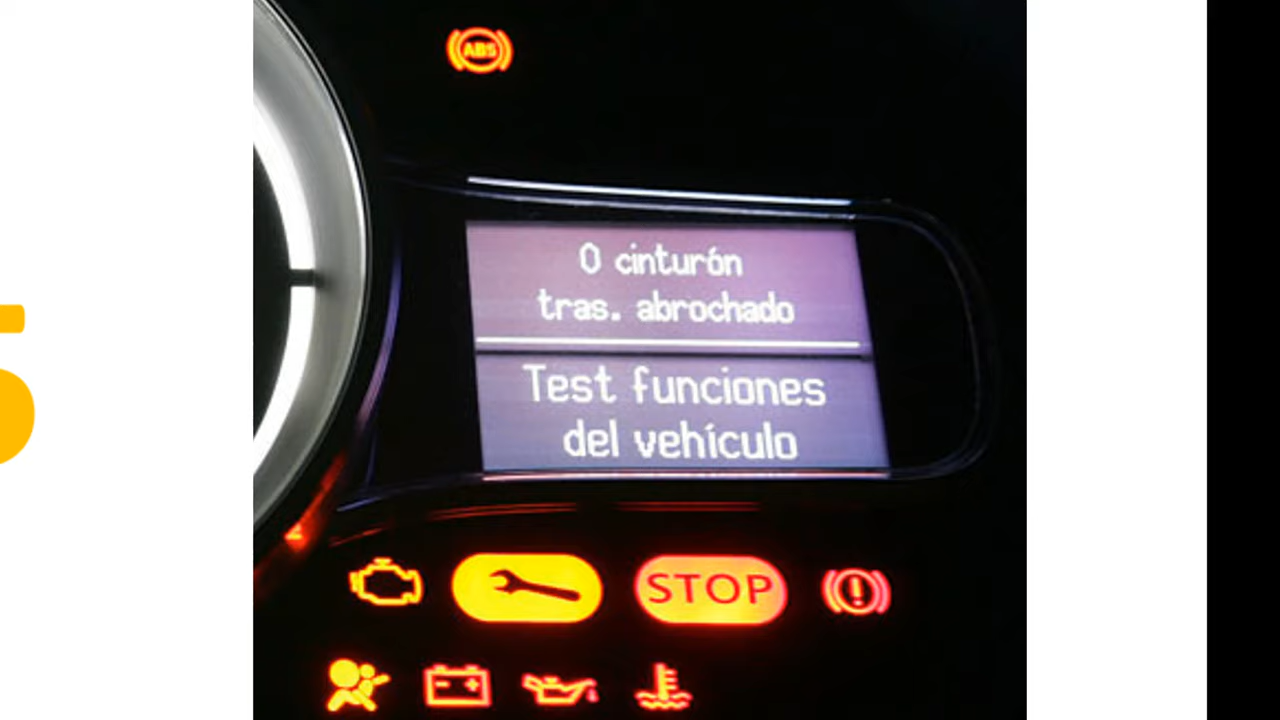 ABS
0 cinturón
tras. abrochado
Test funciones
del vehículo
STOP